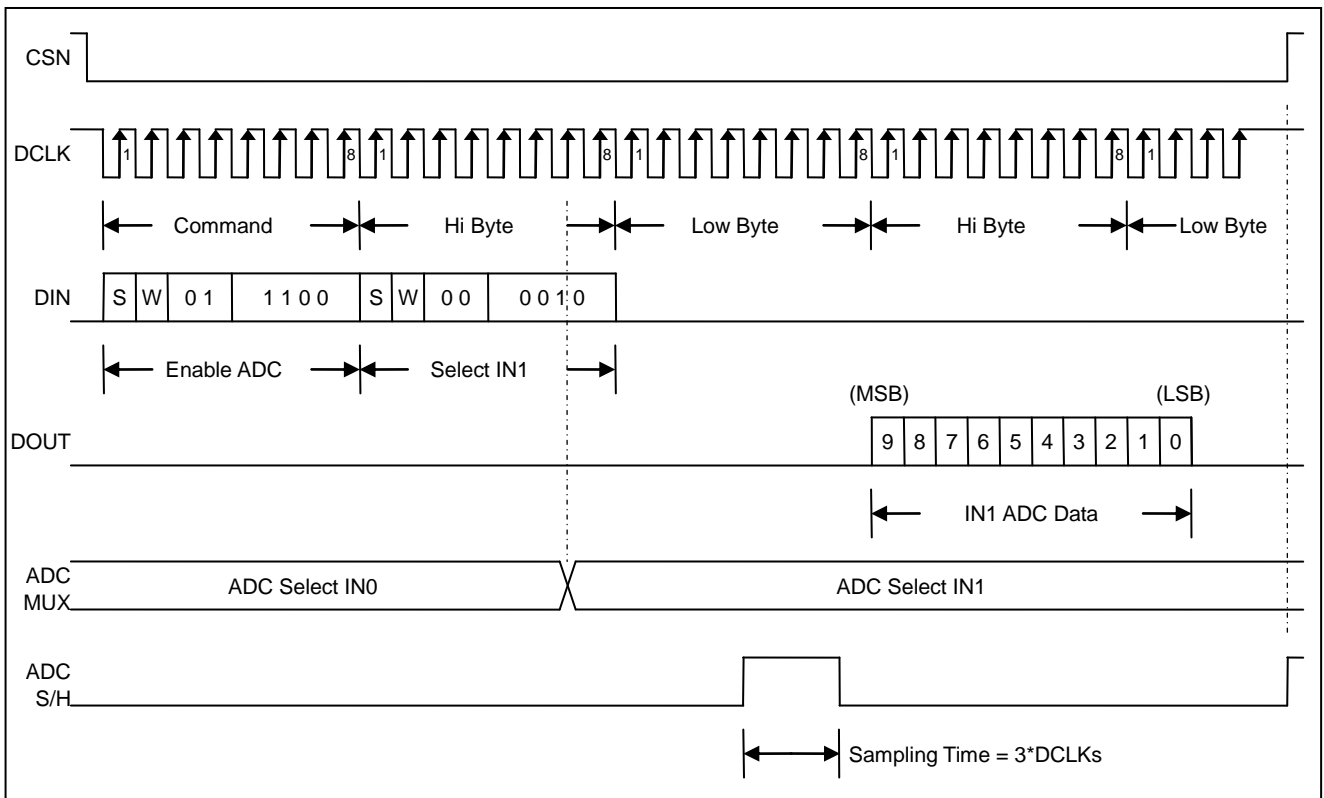 CSN
DCLK
1 8 1 8 1 8 1 8 1
Command Hi Byte Low Byte Hi Byte Low Byte
DIN S W 0 1 1 1 0 0 S W 0 0 0 0 1 0
Enable ADC Select IN1
(MSB) (LSB)
DOUT 9 8 7 6 5 4 3 2 1 0
IN1 ADC Data
ADC
MUX
ADC Select IN0 ADC Select IN1
ADC
S/H
Sampling Time = 3*DCLKs